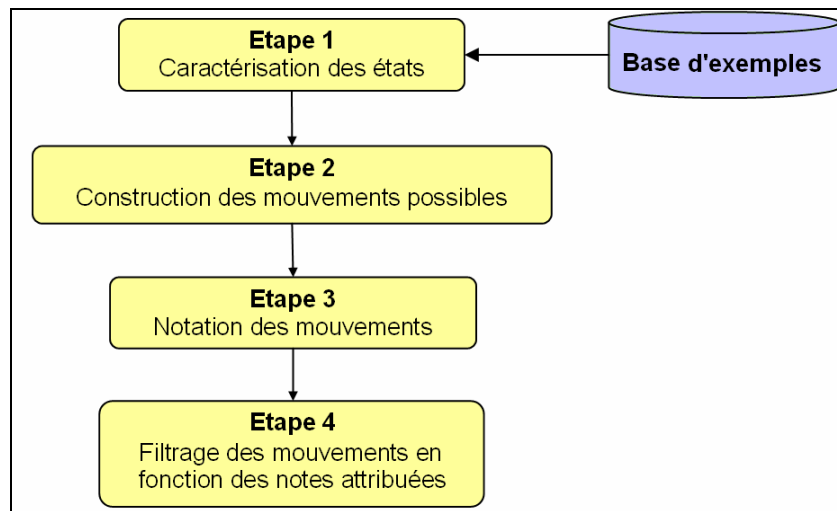 Etape 1
Caractérisation des états
Base d'exemples
Etape 2
Construction des mouvements possibles
Etape 3
Notation des mouvements
Etape 4
Filtrage des mouvements en
fonction des notes attribuées